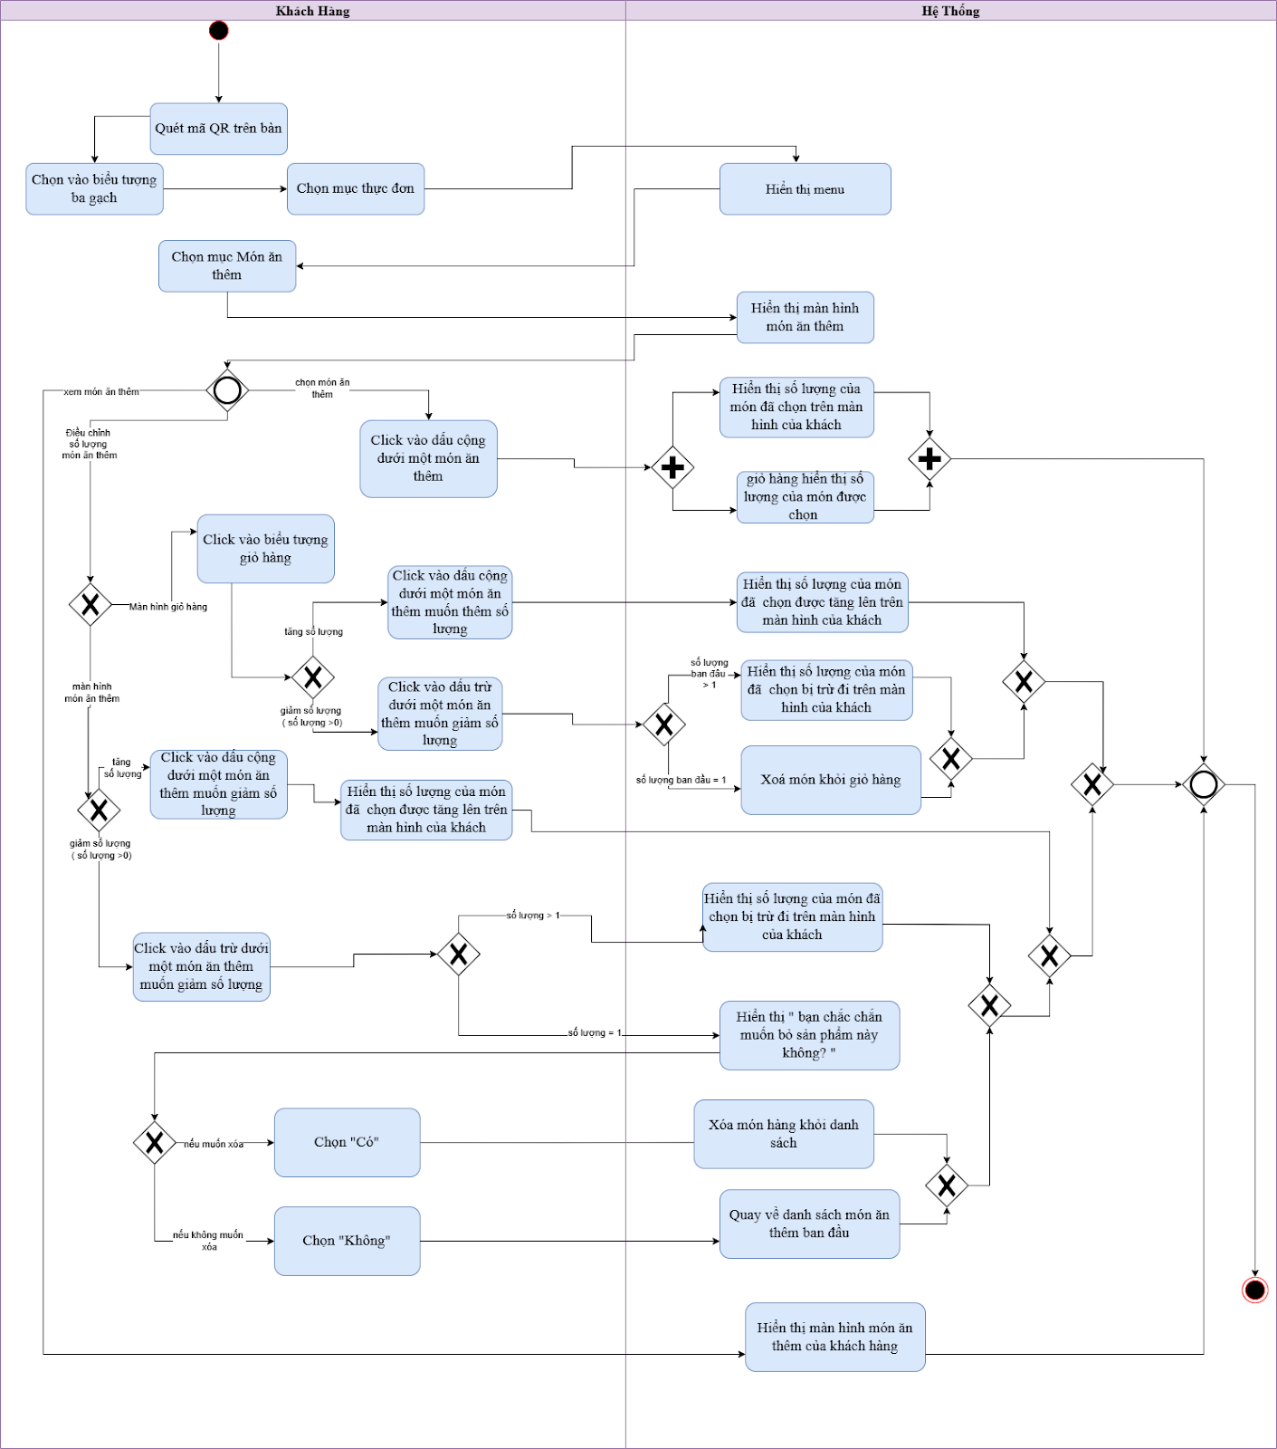 Khách Hàng
Hệ Thống
Quét mã QR trên bàn
Chọn vào biểu tượng
ba gạch
Chọn mục thực đơn
Hiển thị menu
Chọn mục Món ăn
thêm
Hiển thị màn hình
món ăn thêm
xem món ăn thêm
chọn món ăn
thêm
Điều chỉnh
số lượng
món ăn thêm
Click vào dấu cộng
dưới một món ăn
thêm
Hiển thị số lượng của
món đã chọn trên màn
hình của khách
giỏ hàng hiển thị số
lượng của món được
chọn
Click vào biểu tượng
giỏ hàng
Màn hình giỏ hàng
Click vào dấu cộng
dưới một món ăn
thêm muốn thêm số
lượng
Hiển thị số lượng của món
đã chọn được tăng lên trên
màn hình của khách
tăng số lượng
màn hình
món ăn thêm
giảm số lượng
( số lượng >0)
Click vào dấu trừ
dưới một món ăn
thêm muốn giảm số
lượng
số lượng
ban đầu
> 1
Hiển thị số lượng của món
đã chọn bị trừ đi trên màn
hình của khách
số lượng ban đầu = 1
Xoá món khỏi giỏ hàng
tăng
số lượng
Click vào dấu cộng
dưới một món ăn
thêm muốn giảm số
lượng
Hiển thị số lượng của món
đã chọn được tăng lên trên
màn hình của khách
giảm số lượng
( số lượng >0)
Click vào dấu trừ dưới
một món ăn thêm
muốn giảm số lượng
số lượng > 1
Hiển thị số lượng của món đã
chọn bị trừ đi trên màn hình
của khách
số lượng = 1
Hiển thị " bạn chắc chắn
muốn bỏ sản phẩm này
không? "
nếu muốn xóa
Chọn "Có"
Xóa món hàng khỏi danh
sách
nếu không muốn
xóa
Chọn "Không"
Quay về danh sách món ăn
thêm ban đầu
Hiển thị màn hình món ăn
thêm của khách hàng